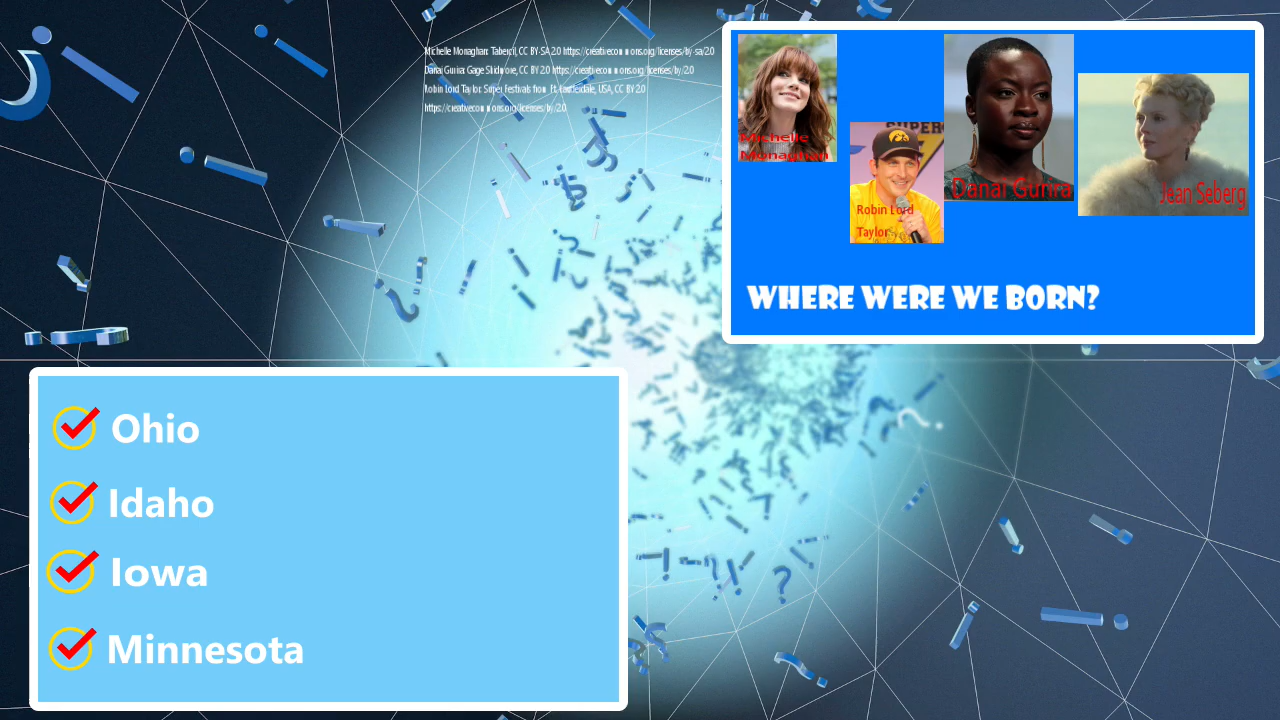 Michelle Monaghan: Tabercil, CC BY-SA 2.0 https://creativecommons.org/licenses/by-sa/2.0
Danai Gurira: Gage Skidmore, CC BY 2.0 https://creativecommons.org/licenses/by/2.0
Robin Lord Taylor: Super Festivals from Ft. Lauderdale, USA, CC BY 2.0
https://creativecommons.org/licenses/by/2.0
Michelle
Monaghan
SUPER
Robin Lord
Taylor
Danai Gurira
Jean Seberg
WHERE WERE WE BORN?
Ohio
Idaho
Iowa
Minnesota